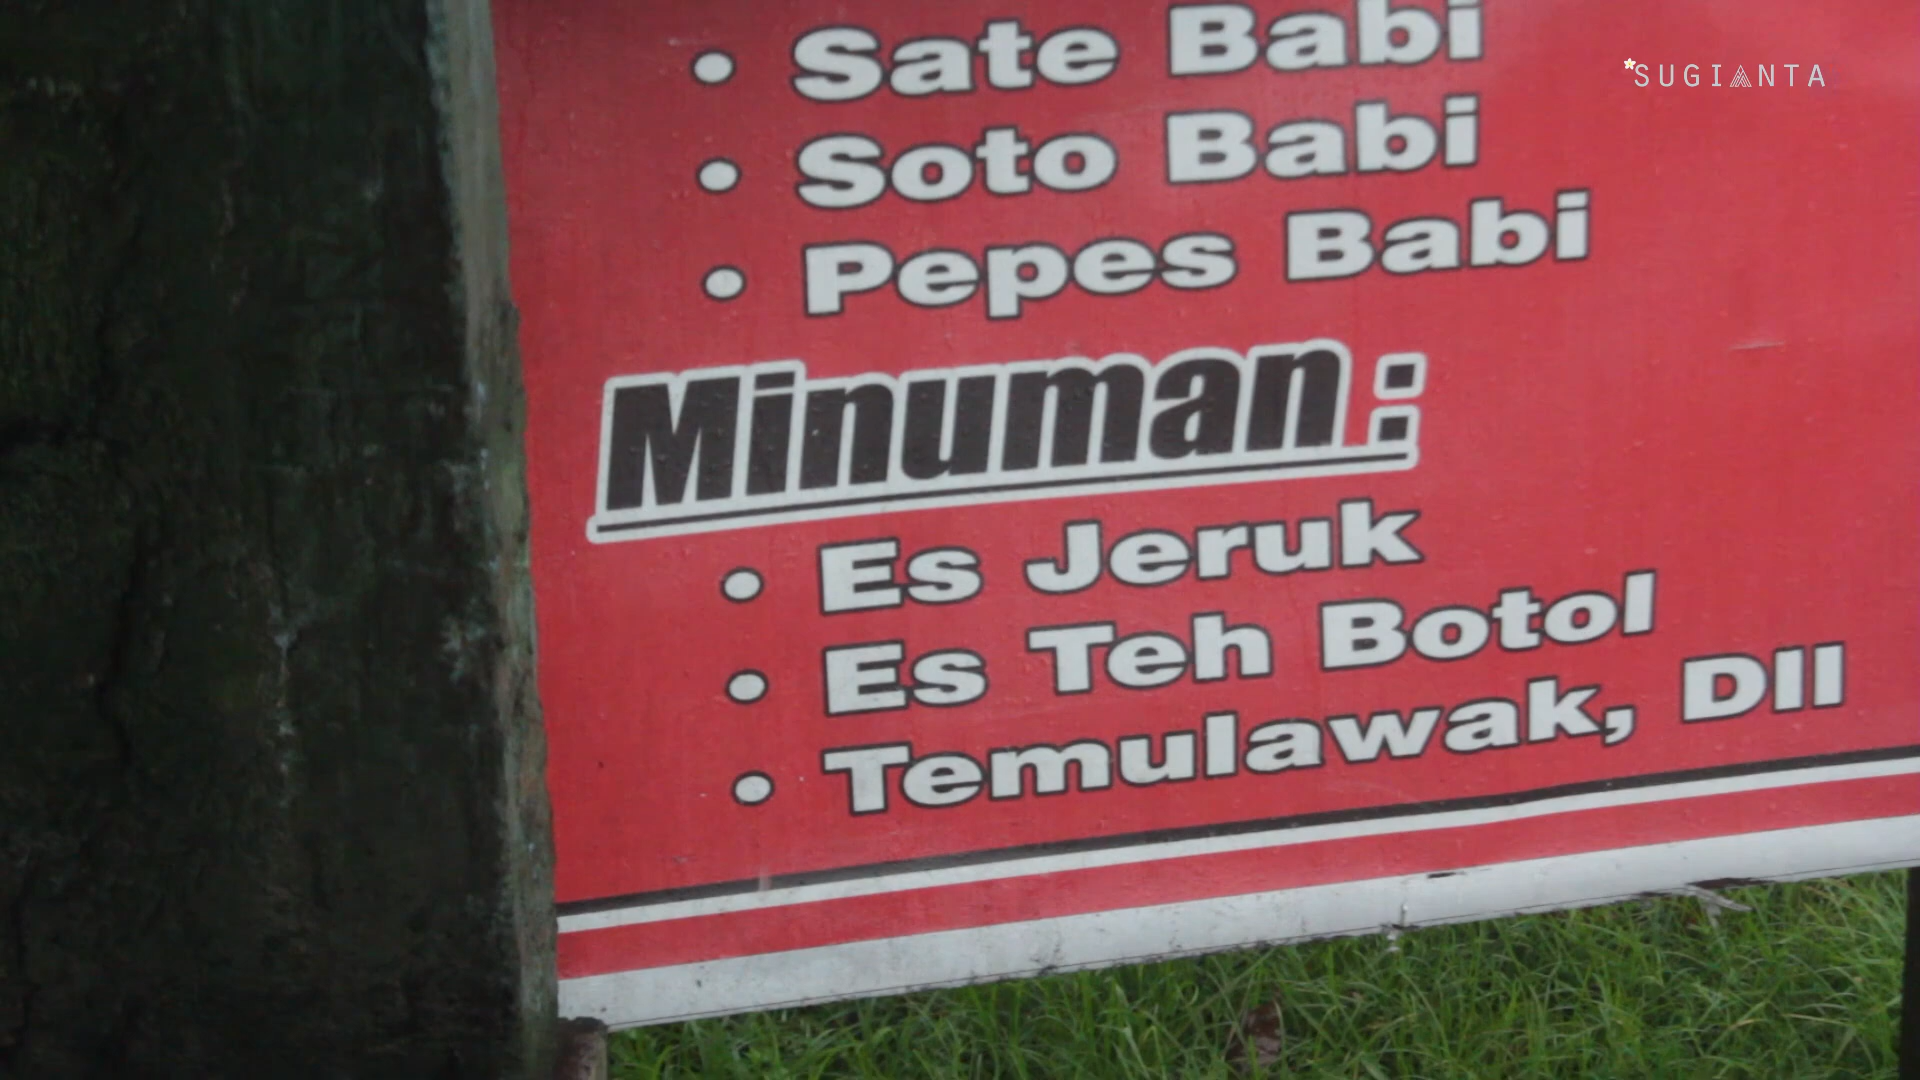 • Sate Babi
*SUGIANTA
• Soto Babi
• Pepes Babi
Minuman :
• Es Jeruk
• Es Teh Botol
• Temulawak, Dll